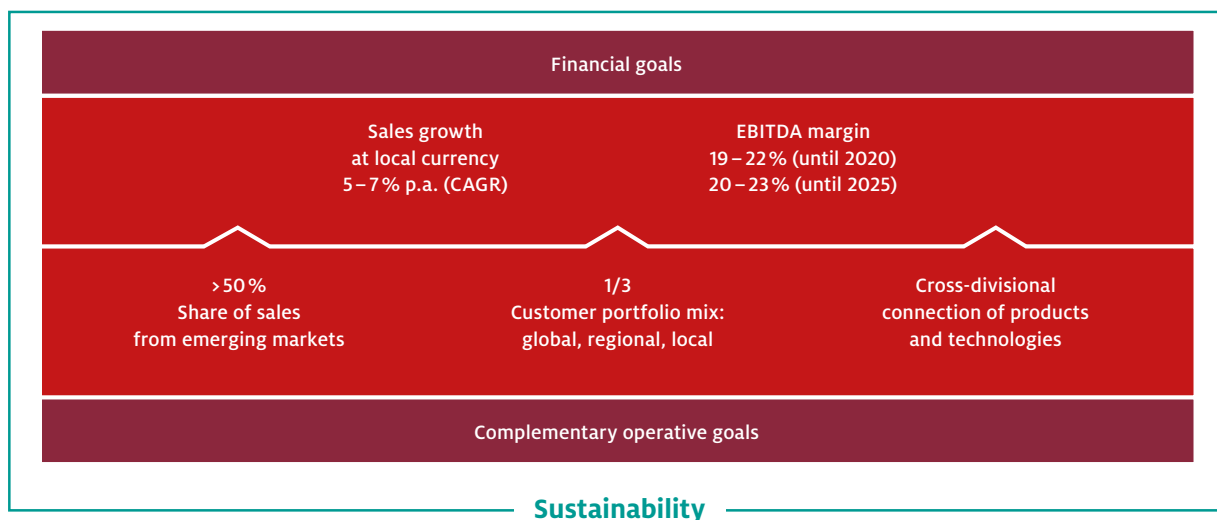 Financial goals
Sales growth
at local currency
5 – 7 % p.a. (CAGR)
EBITDA margin
19 – 22 % (until 2020)
20 – 23 % (until 2025)
> 50 %
Share of sales
from emerging markets
1/3
Customer portfolio mix:
global, regional, local
Cross-divisional
connection of products
and technologies
Complementary operative goals
Sustainability